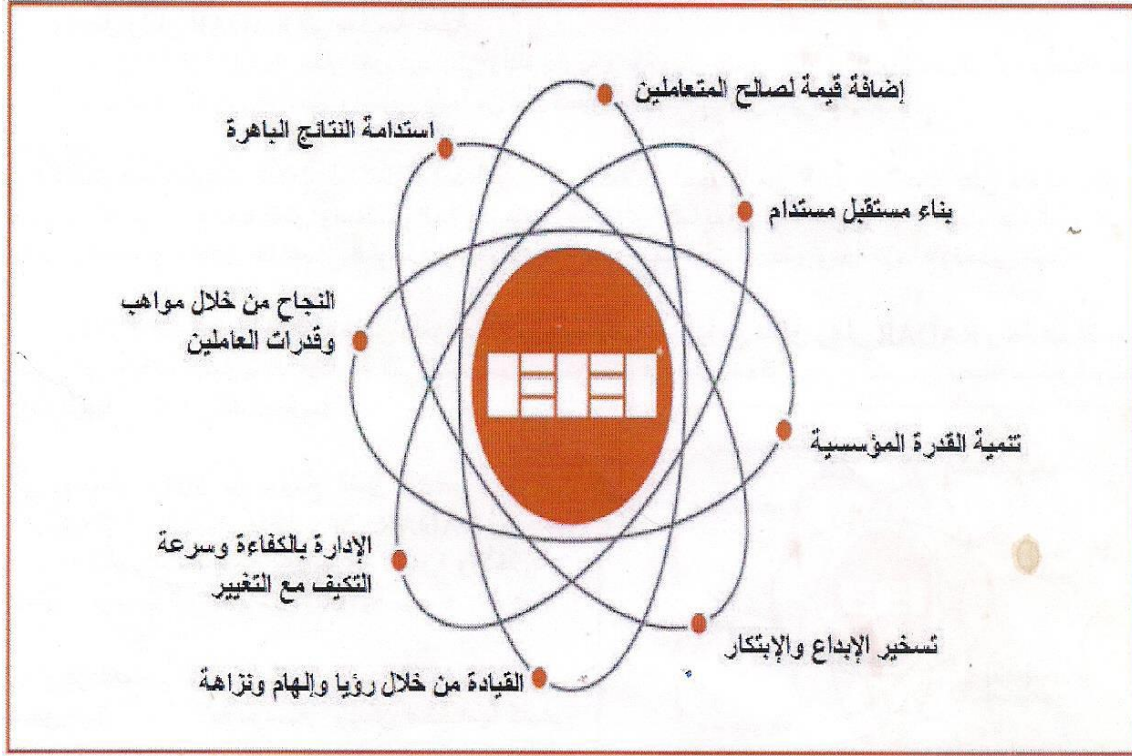 إضافة قيمة لصالح المتعاملين
استدامة النتائج الباهرة
بناء مستقبل مستدام
النجاح من خلال مواهب
وقدرات العاملين
تنمية القدرة المؤسسية
الإدارة بالكفاءة وسرعة
التكيف مع التغيير
تسخير الإبداع والإبتكار
القيادة من خلال رؤيا وإلهام ونزاهة